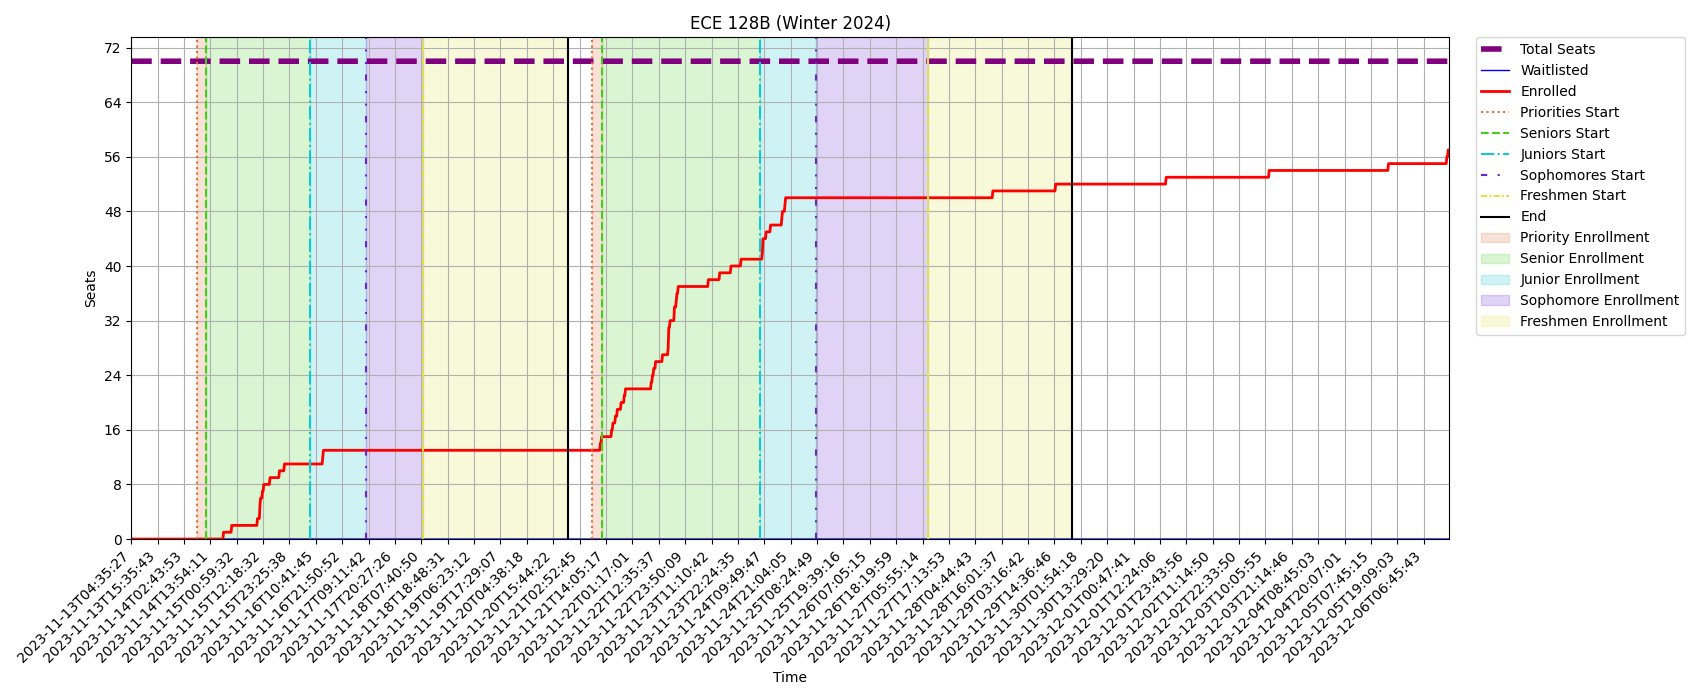 ECE 128B (Winter 2024)
72
64
56
48
40
32
24
16
8
0
Seats
2023-11-13T04:35:27
2023-11-13T15:35:43
2023-11-14T02:43:53
2023-11-14T13:54:11
2023-11-15T00:59:32
2023-11-15T12:18:32
2023-11-15T23:25:38
2023-11-16T10:41:45
2023-11-16T21:50:52
2023-11-17T09:11:42
2023-11-17T20:27:26
2023-11-18T07:40:50
2023-11-18T18:48:31
2023-11-19T06:23:12
2023-11-19T17:29:07
2023-11-20T04:38:18
2023-11-20T15:44:22
2023-11-21T02:52:45
2023-11-21T14:05:17
2023-11-22T01:17:01
2023-11-22T12:35:37
2023-11-22T23:50:09
2023-11-23T11:10:42
2023-11-23T22:24:35
2023-11-24T09:49:47
2023-11-24T21:04:05
2023-11-25T08:24:49
2023-11-25T19:39:16
2023-11-26T07:05:15
2023-11-26T18:19:59
2023-11-27T05:55:14
2023-11-27T17:13:53
2023-11-28T04:44:43
2023-11-28T16:01:37
2023-11-29T03:16:42
2023-11-29T14:36:46
2023-11-30T01:54:18
2023-11-30T13:29:20
2023-12-01T00:47:41
2023-12-01T12:24:06
2023-12-01T23:43:56
2023-12-02T11:14:50
2023-12-02T22:33:50
2023-12-03T10:05:55
2023-12-03T21:14:46
2023-12-04T08:45:03
2023-12-04T20:07:01
2023-12-05T07:45:15
2023-12-05T19:09:03
2023-12-06T06:45:43
Time
Total Seats
Waitlisted
Enrolled
Priorities Start
Seniors Start
Juniors Start
Sophomores Start
Freshmen Start
End
Priority Enrollment
Senior Enrollment
Junior Enrollment
Sophomore Enrollment
Freshmen Enrollment